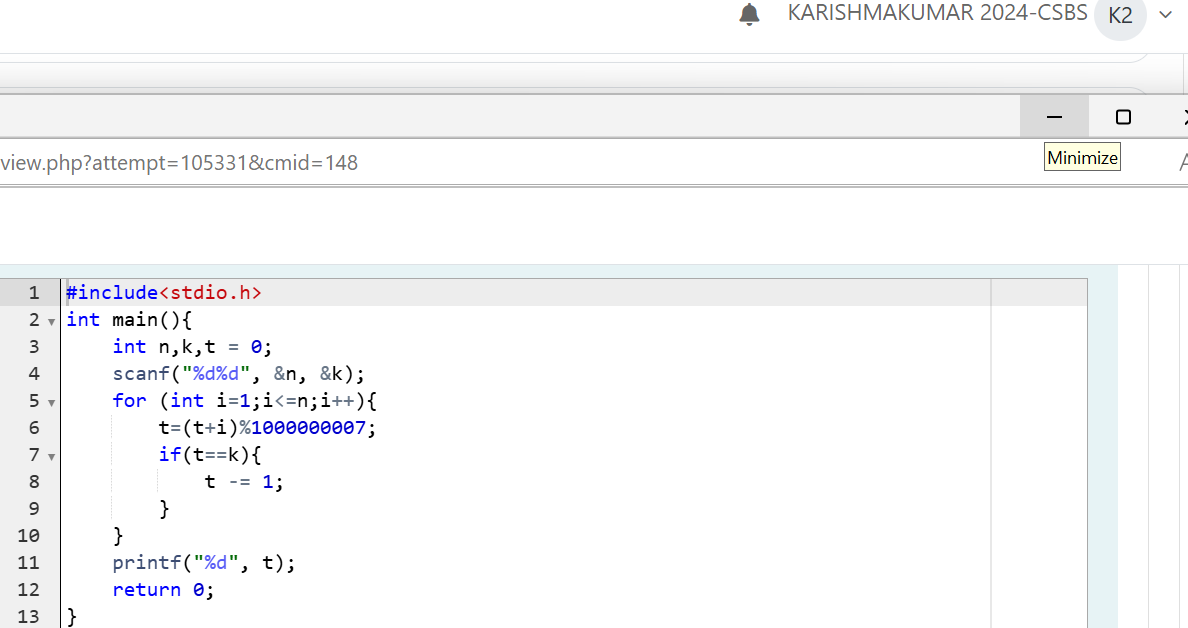 KARISHMAKUMAR 2024-CSBS K2
view.php?attempt=105331&cmid=148
Minimize
1 #include<stdio.h>
2 int main(){
3     int n,k,t = 0;
4     scanf("%d%d", &n, &k);
5     for (int i=1;i<=n;i++){
6         t=(t+i)%1000000007;
7         if(t==k){
8             t -= 1;
9         }
10     }
11     printf("%d", t);
12     return 0;
13 }